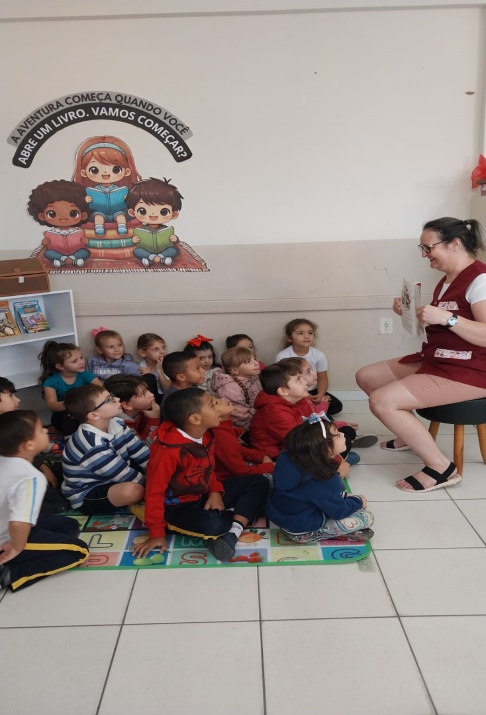 A AVENTURA COMEÇA QUANDO VOCÊ
ABRE UM LIVRO. VAMOS COMEÇAR?